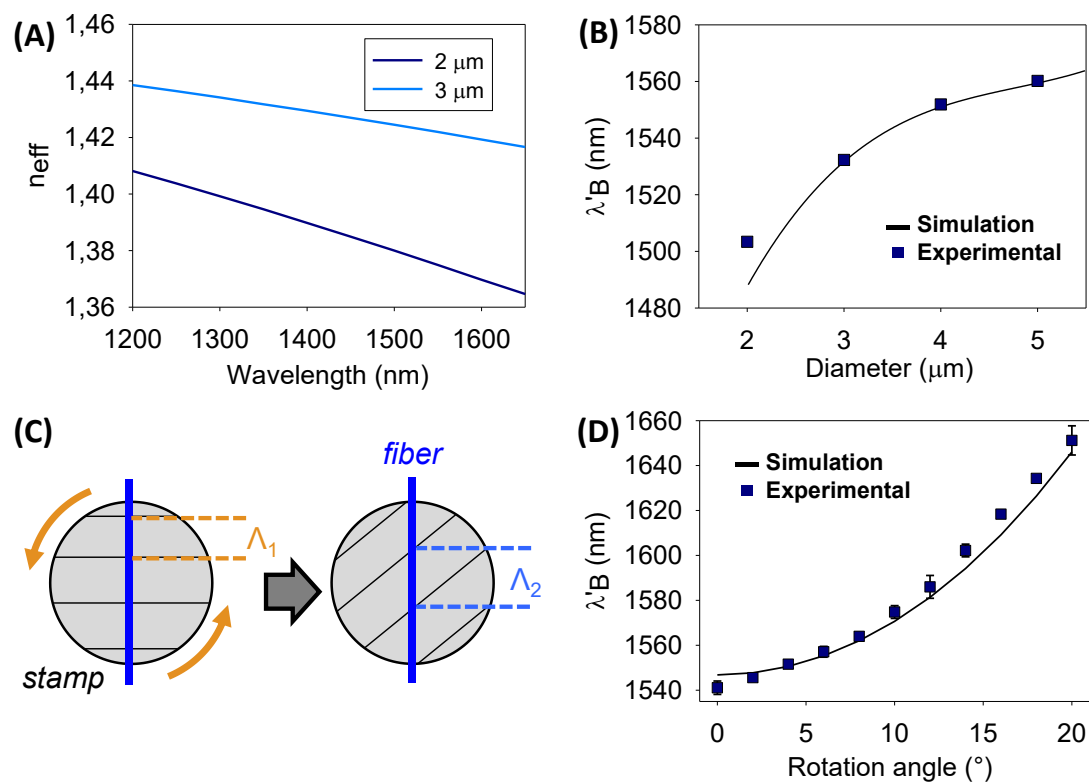 (A)
1,46
1,44
1,42
1,40
1,38
1,36
n eff
2 μm
3 μm
1200 1300 1400 1500 1600
Wavelength (nm)
(B)
1580
1560
1540
1520
1500
1480
λ'B (nm)
Simulation
Experimental
2 3 4 5
Diameter (μm)
(C)
fiber
Λ1
Λ2
stamp
(D)
1660
1640
1620
1600
1580
1560
1540
λ'B (nm)
Simulation
Experimental
0 5 10 15 20
Rotation angle (°)